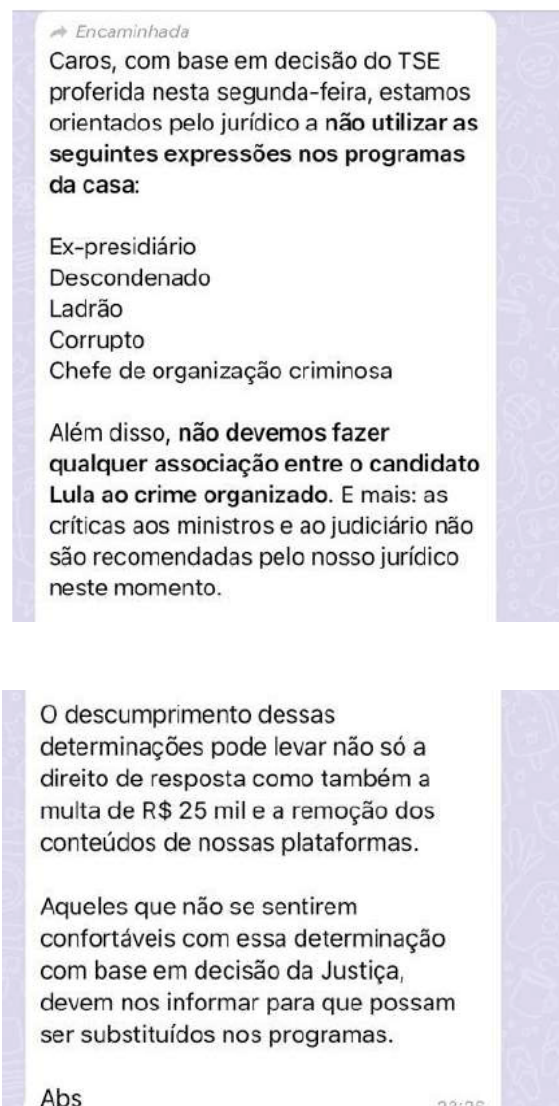 Encaminhada
Caros, com base em decisão do TSE
proferida nesta segunda-feira, estamos
orientados pelo jurídico a não utilizar as
seguintes expressões nos programas
da casa:
Ex-presidiário
Descondenado
Ladrão
Corrupto
Chefe de organização criminosa
Além disso, não devemos fazer
qualquer associação entre o candidato
Lula ao crime organizado. E mais: as
críticas aos ministros e ao judiciário não
são recomendadas pelo nosso jurídico
neste momento.
O descumprimento dessas
determinações pode levar não só a
direito de resposta como também a
multa de R$ 25 mil e a remoção dos
conteúdos de nossas plataformas.
Aqueles que não se sentirem
confortáveis com essa determinação
com base em decisão da Justiça,
devem nos informar para que possam
ser substituídos nos programas.
Abs